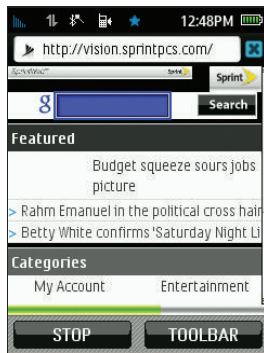 12:48PM
http://vision.sprintpcs.com/
Sprint
g Search
Featured
Budget squeeze sours jobs
picture
> Rahm Emanuel in the political cross hair
> Betty White confirms 'Saturday Night Li
Categories
My Account Entertainment
STOP TOOLBAR